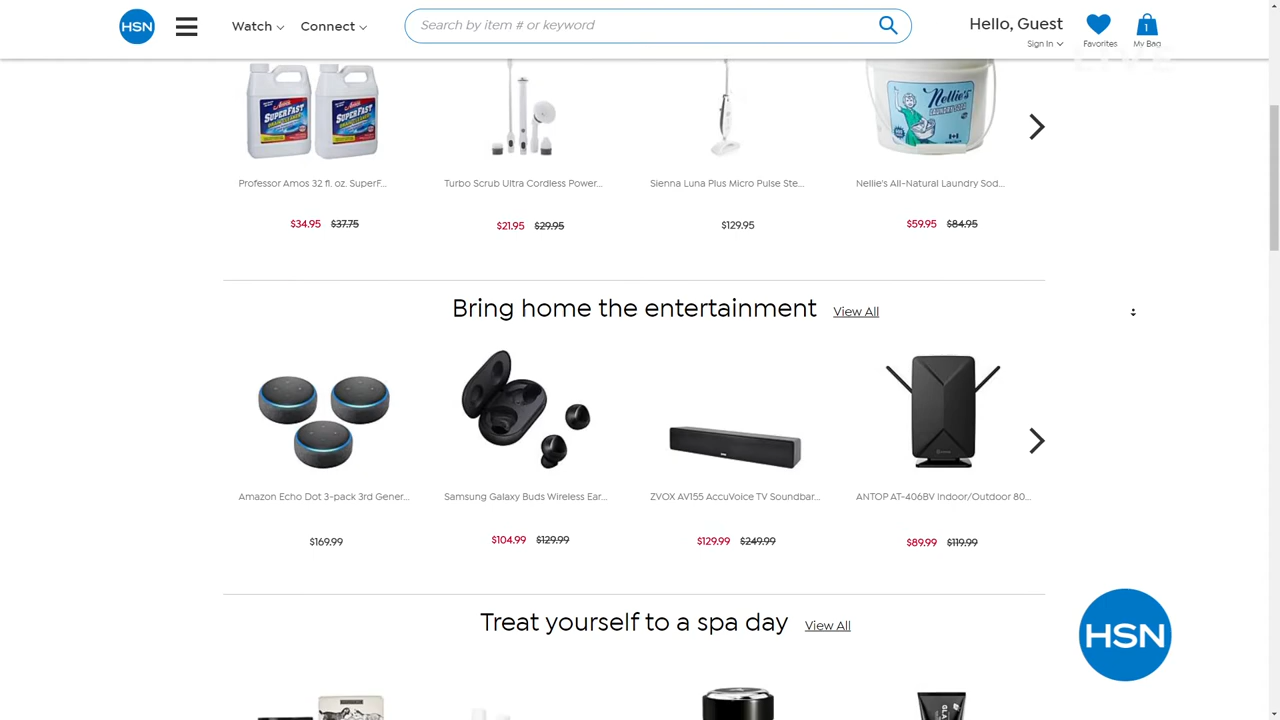 HSN
Watch
Connect
Search by item # or keyword
Hello, Guest
Sign In
Favorites
1
My Bag
LIVE
SUPERFAST
SUPERFAST
Nellie's
Professor Amos 32 fl. oz. SuperF...
Turbo Scrub Ultra Cordless Power...
Sienna Luna Plus Micro Pulse Ste...
Nellie's All-Natural Laundry Sod...
$34.95 $37.75
$21.95 $29.95
$129.95
$59.95 $84.95
Bring home the entertainment View All
Amazon Echo Dot 3-pack 3rd Gener...
Samsung Galaxy Buds Wireless Ear...
ZVOX AV155 AccuVoice TV Soundbar...
ANTOP AT-406BV Indoor/Outdoor 80...
$169.99
$104.99 $129.99
$129.99 $249.99
$89.99 $119.99
Treat yourself to a spa day View All
HSN